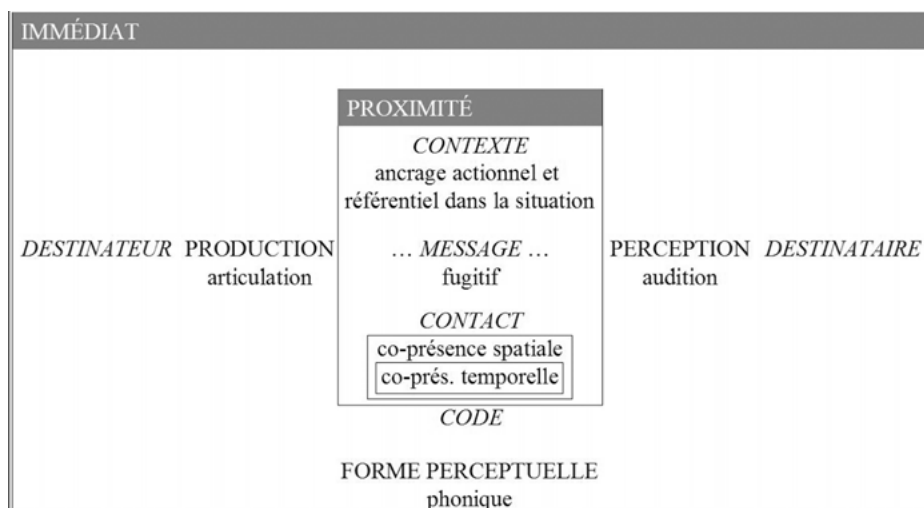 IMMÉDIAT
PROXIMITÉ
CONTEXTE
ancrage actionnel et
référentiel dans la situation
DESTINATEUR PRODUCTION … MESSAGE … PERCEPTION DESTINATAIRE
articulation fugitif audition
CONTACT
co-présence spatiale
co-prés. temporelle
CODE
FORME PERCEPTUELLE
phonique